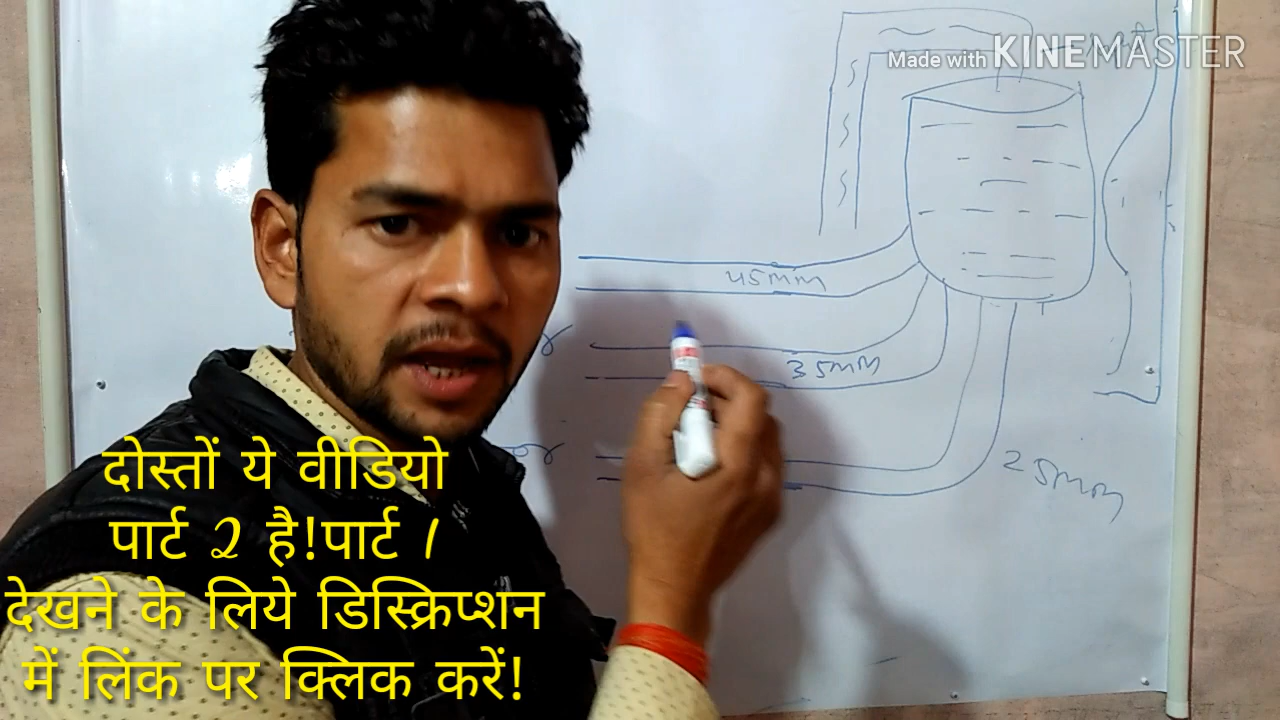 Made with KINEMASTER
45mm
35mm
25mm
दोस्तों ये वीडियो
पार्ट 2 है!पार्ट 1
देखने के लिये डिस्क्रिप्शन
में लिंक पर क्लिक करें!